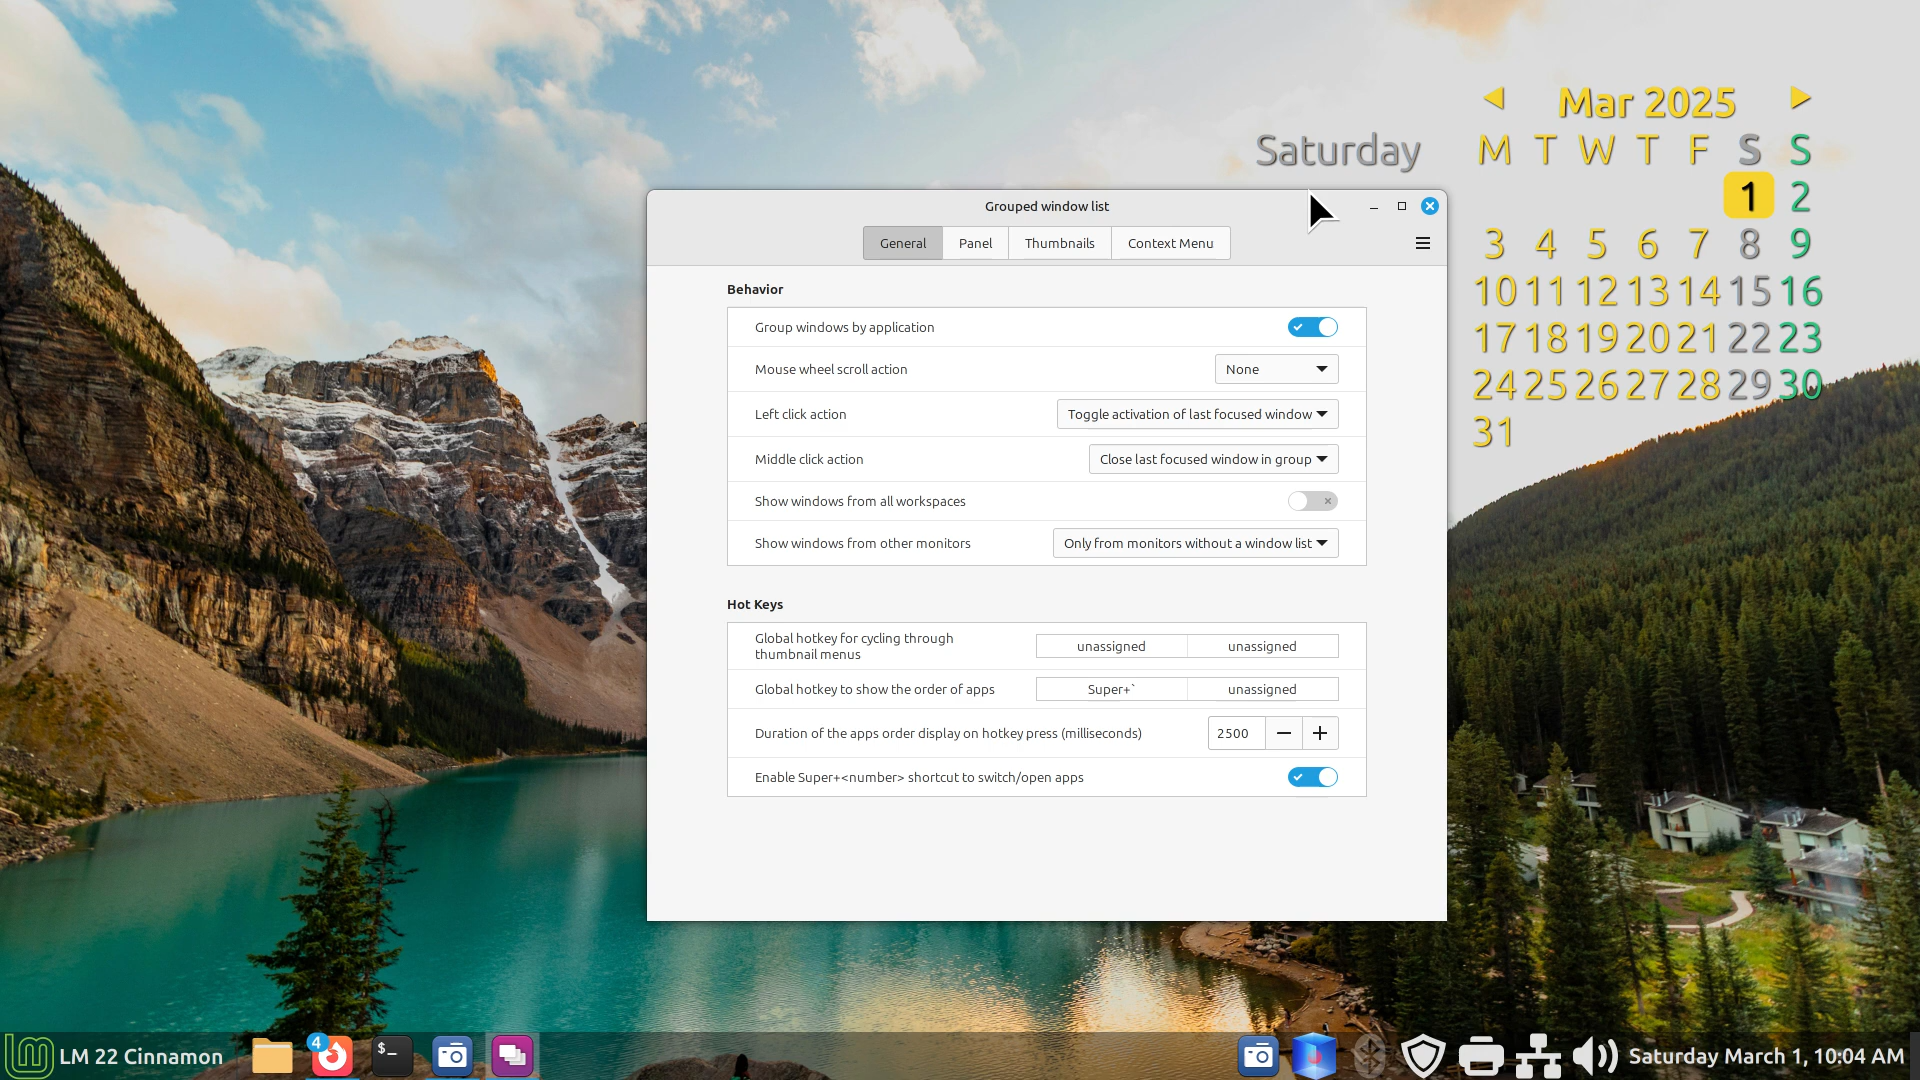 Mar 2025
Saturday
M T W T F S S
1 2
3 4 5 6 7 8 9
10 11 12 13 14 15 16
17 18 19 20 21 22 23
24 25 26 27 28 29 30
31
Grouped window list
General Panel Thumbnails Context Menu
Behavior
Group windows by application
Mouse wheel scroll action None
Left click action Toggle activation of last focused window
Middle click action Close last focused window in group
Show windows from all workspaces
Show windows from other monitors Only from monitors without a window list
Hot Keys
Global hotkey for cycling through
thumbnail menus
unassigned unassigned
Global hotkey to show the order of apps Super+` unassigned
Duration of the apps order display on hotkey press (milliseconds) 2500
Enable Super+<number> shortcut to switch/open apps
LM 22 Cinnamon 4 $_ Saturday March 1, 10:04 AM